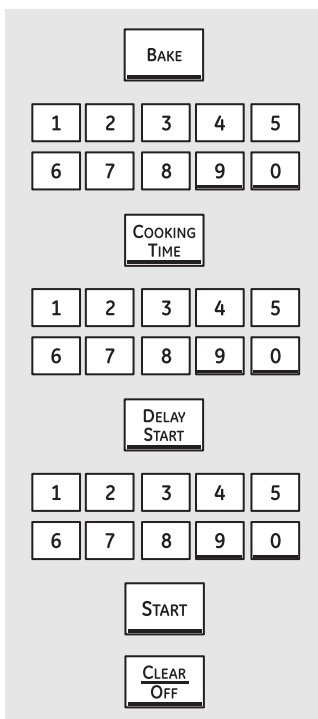 BAKE
1 2 3 4 5
6 7 8 9 0
COOKING
TIME
1 2 3 4 5
6 7 8 9 0
DELAY
START
1 2 3 4 5
6 7 8 9 0
START
CLEAR
OFF